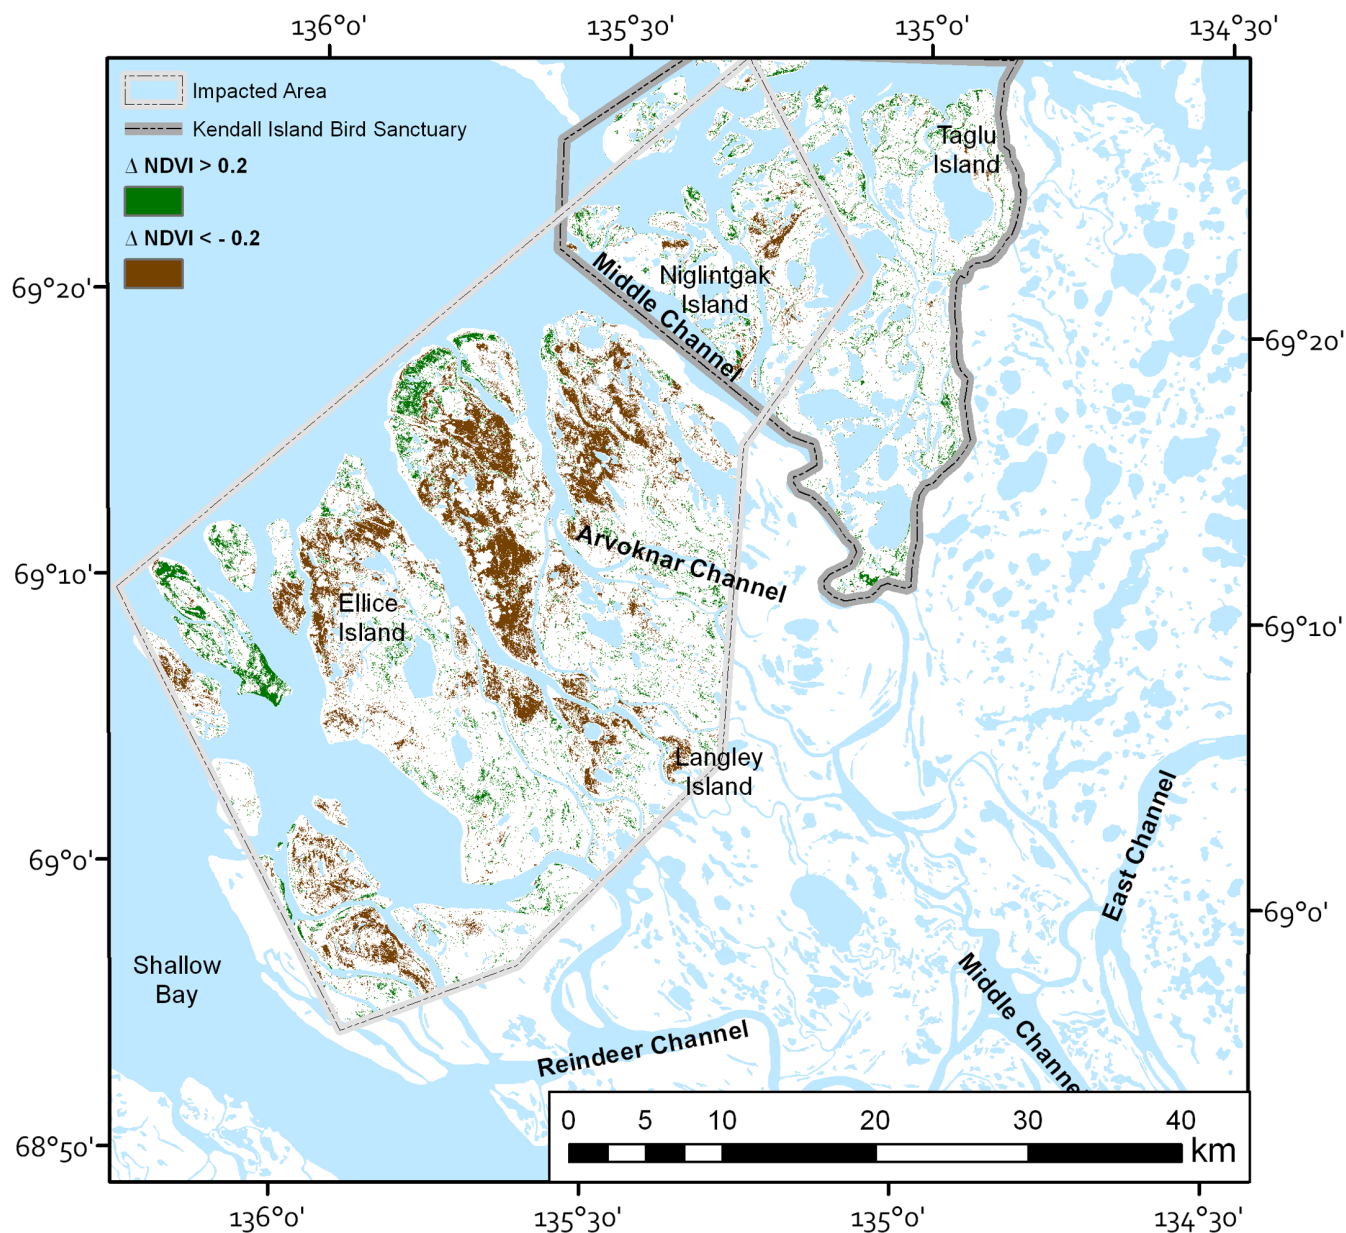 136°0' 135°30' 135°0' 134°30'
Impacted Area
Kendall Island Bird Sanctuary
Δ NDVI > 0.2
Δ NDVI < - 0.2
Taglu
Island
Middle Channel
Niglintgak
Island
69°20'
69°20'
Arvoknar Channel
69°10'
69°10'
Ellice
Island
Langley
Island
East Channel
69°0'
69°0'
Shallow
Bay
Middle Channel
Reindeer Channel
68°50'
0 5 10 20 30 40
km
136°0' 135°30' 135°0' 134°30'